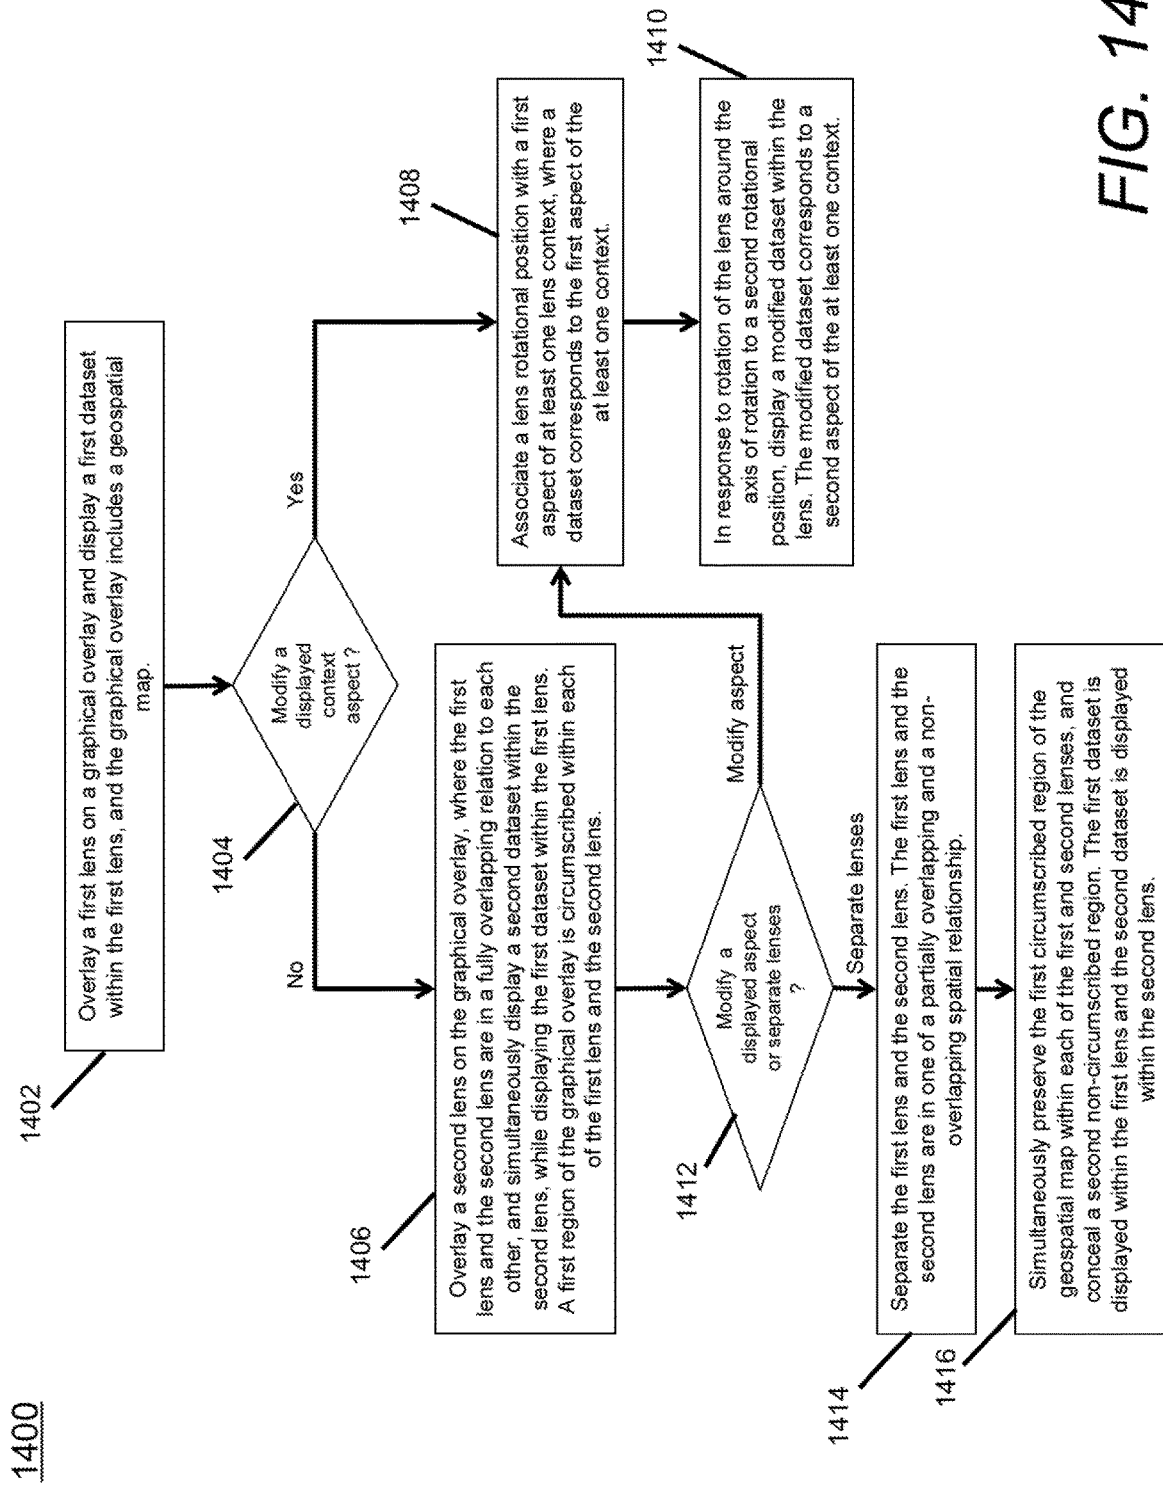 1400
1402
Overlay a first lens on a graphical overlay and display a first dataset
within the first lens, and the graphical overlay includes a geospatial
map.
1404
Modify a
displayed
context
aspect ?
No
Yes
1406
Overlay a second lens on the graphical overlay, where the first
lens and the second lens are in a fully overlapping relation to each
other, and simultaneously display a second dataset within the
second lens, while displaying the first dataset within the first lens.
A first region of the graphical overlay is circumscribed within each
of the first lens and the second lens.
1408
Associate a lens rotational position with a first
aspect of at least one lens context, where a
dataset corresponds to the first aspect of the
at least one context.
1410
In response to rotation of the lens around the
axis of rotation to a second rotational
position, display a modified dataset within the
lens. The modified dataset corresponds to a
second aspect of the at least one context.
1412
Modify a
displayed aspect
or separate lenses
?
Modify aspect
Separate lenses
1414
Separate the first lens and the second lens. The first lens and the
second lens are in one of a partially overlapping and a non-
overlapping spatial relationship.
1416
Simultaneously preserve the first circumscribed region of the
geospatial map within each of the first and second lenses, and
conceal a second non-circumscribed region. The first dataset is
displayed within the first lens and the second dataset is displayed
within the second lens.
FIG. 14